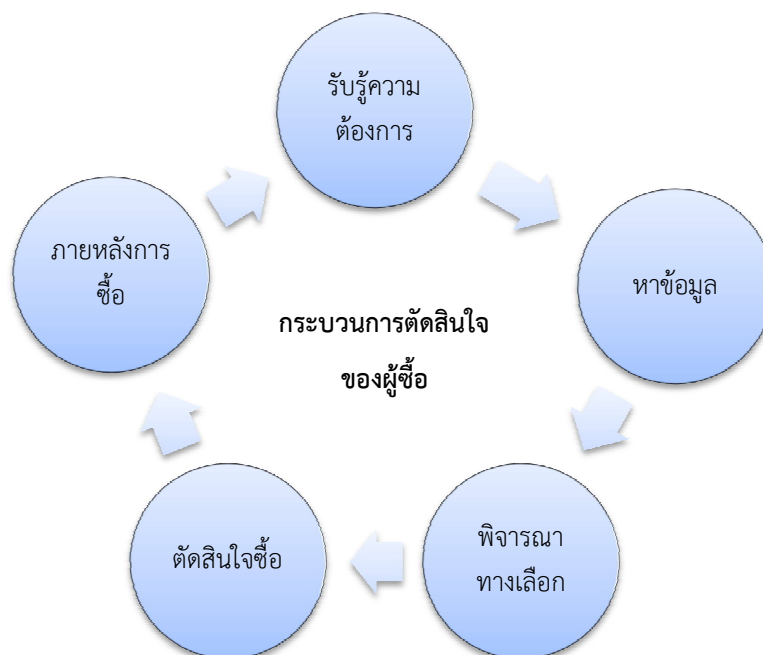 รับรู้ความ
ต้องการ
หาข้อมูล
พิจารณา
ทางเลือก
ตัดสินใจซื้อ
ภายหลังการ
ซื้อ
กระบวนการตัดสินใจ
ของผู้ซื้อ